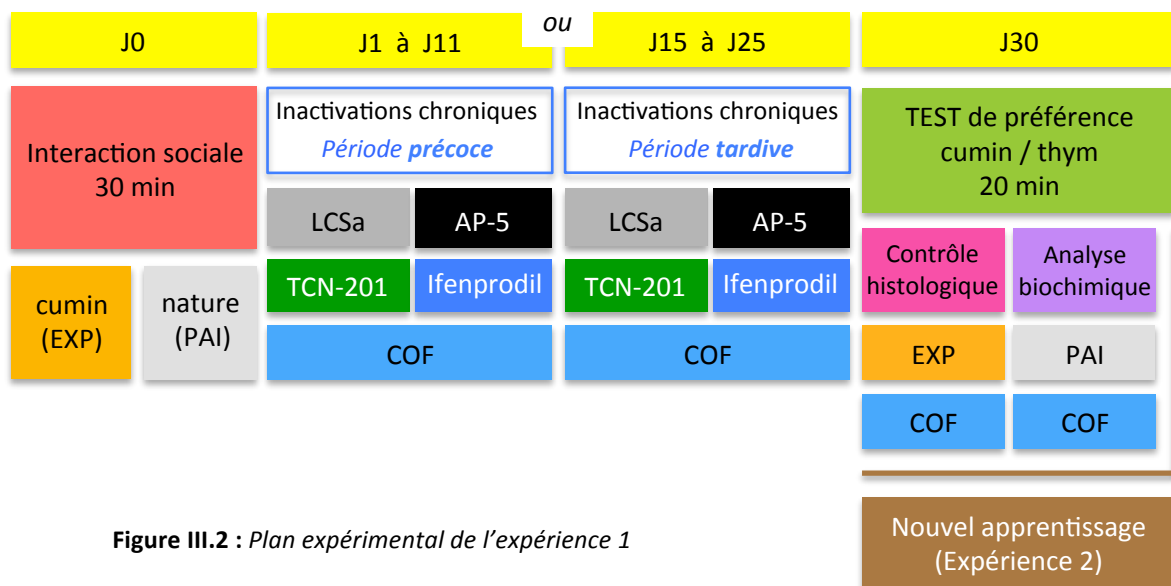 J0
J1 à J11
ou
J15 à J25
J30
Interaction sociale
30 min
cumin
(EXP)
nature
(PAI)
Inactivations chroniques
Période précoce
LCSa
AP-5
TCN-201
Ifenprodil
COF
Inactivations chroniques
Période tardive
LCSa
AP-5
TCN-201
Ifenprodil
COF
TEST de préférence
cumin / thym
20 min
Contrôle
histologique
Analyse
biochimique
EXP
PAI
COF
COF
Nouvel apprentissage
(Expérience 2)
Figure III.2 : Plan expérimental de l'expérience 1